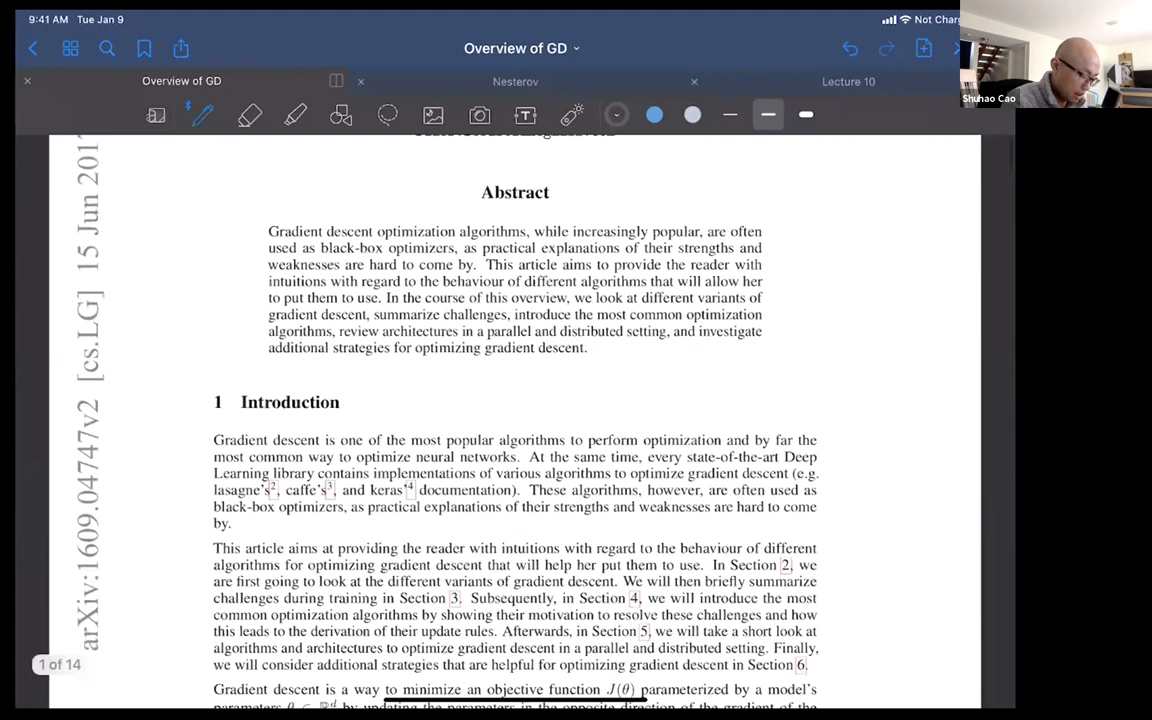 9:41 AM Tue Jan 9
Not Charg
Overview of GD
Overview of GD
Nesterov
Lecture 10
Shuhao Cao
arXiv:1609.04747v2 [cs.LG] 15 Jun 201
Abstract
Gradient descent optimization algorithms, while increasingly popular, are often
used as black-box optimizers, as practical explanations of their strengths and
weaknesses are hard to come by. This article aims to provide the reader with
intuitions with regard to the behaviour of different algorithms that will allow her
to put them to use. In the course of this overview, we look at different variants of
gradient descent, summarize challenges, introduce the most common optimization
algorithms, review architectures in a parallel and distributed setting, and investigate
additional strategies for optimizing gradient descent.
1 Introduction
Gradient descent is one of the most popular algorithms to perform optimization and by far the
most common way to optimize neural networks. At the same time, every state-of-the-art Deep
Learning library contains implementations of various algorithms to optimize gradient descent (e.g.
lasagne's2, caffe's3, and keras'4 documentation). These algorithms, however, are often used as
black-box optimizers, as practical explanations of their strengths and weaknesses are hard to come
by.
This article aims at providing the reader with intuitions with regard to the behaviour of different
algorithms for optimizing gradient descent that will help her put them to use. In Section 2, we
are first going to look at the different variants of gradient descent. We will then briefly summarize
challenges during training in Section 3. Subsequently, in Section 4, we will introduce the most
common optimization algorithms by showing their motivation to resolve these challenges and how
this leads to the derivation of their update rules. Afterwards, in Section 5, we will take a short look at
algorithms and architectures to optimize gradient descent in a parallel and distributed setting. Finally,
we will consider additional strategies that are helpful for optimizing gradient descent in Section 6.
1 of 14
Gradient descent is a way to minimize an objective function J(θ) parameterized by a model's
parameters θ ∈ ℝd by updating the parameters in the opposite direction of the gradient of the